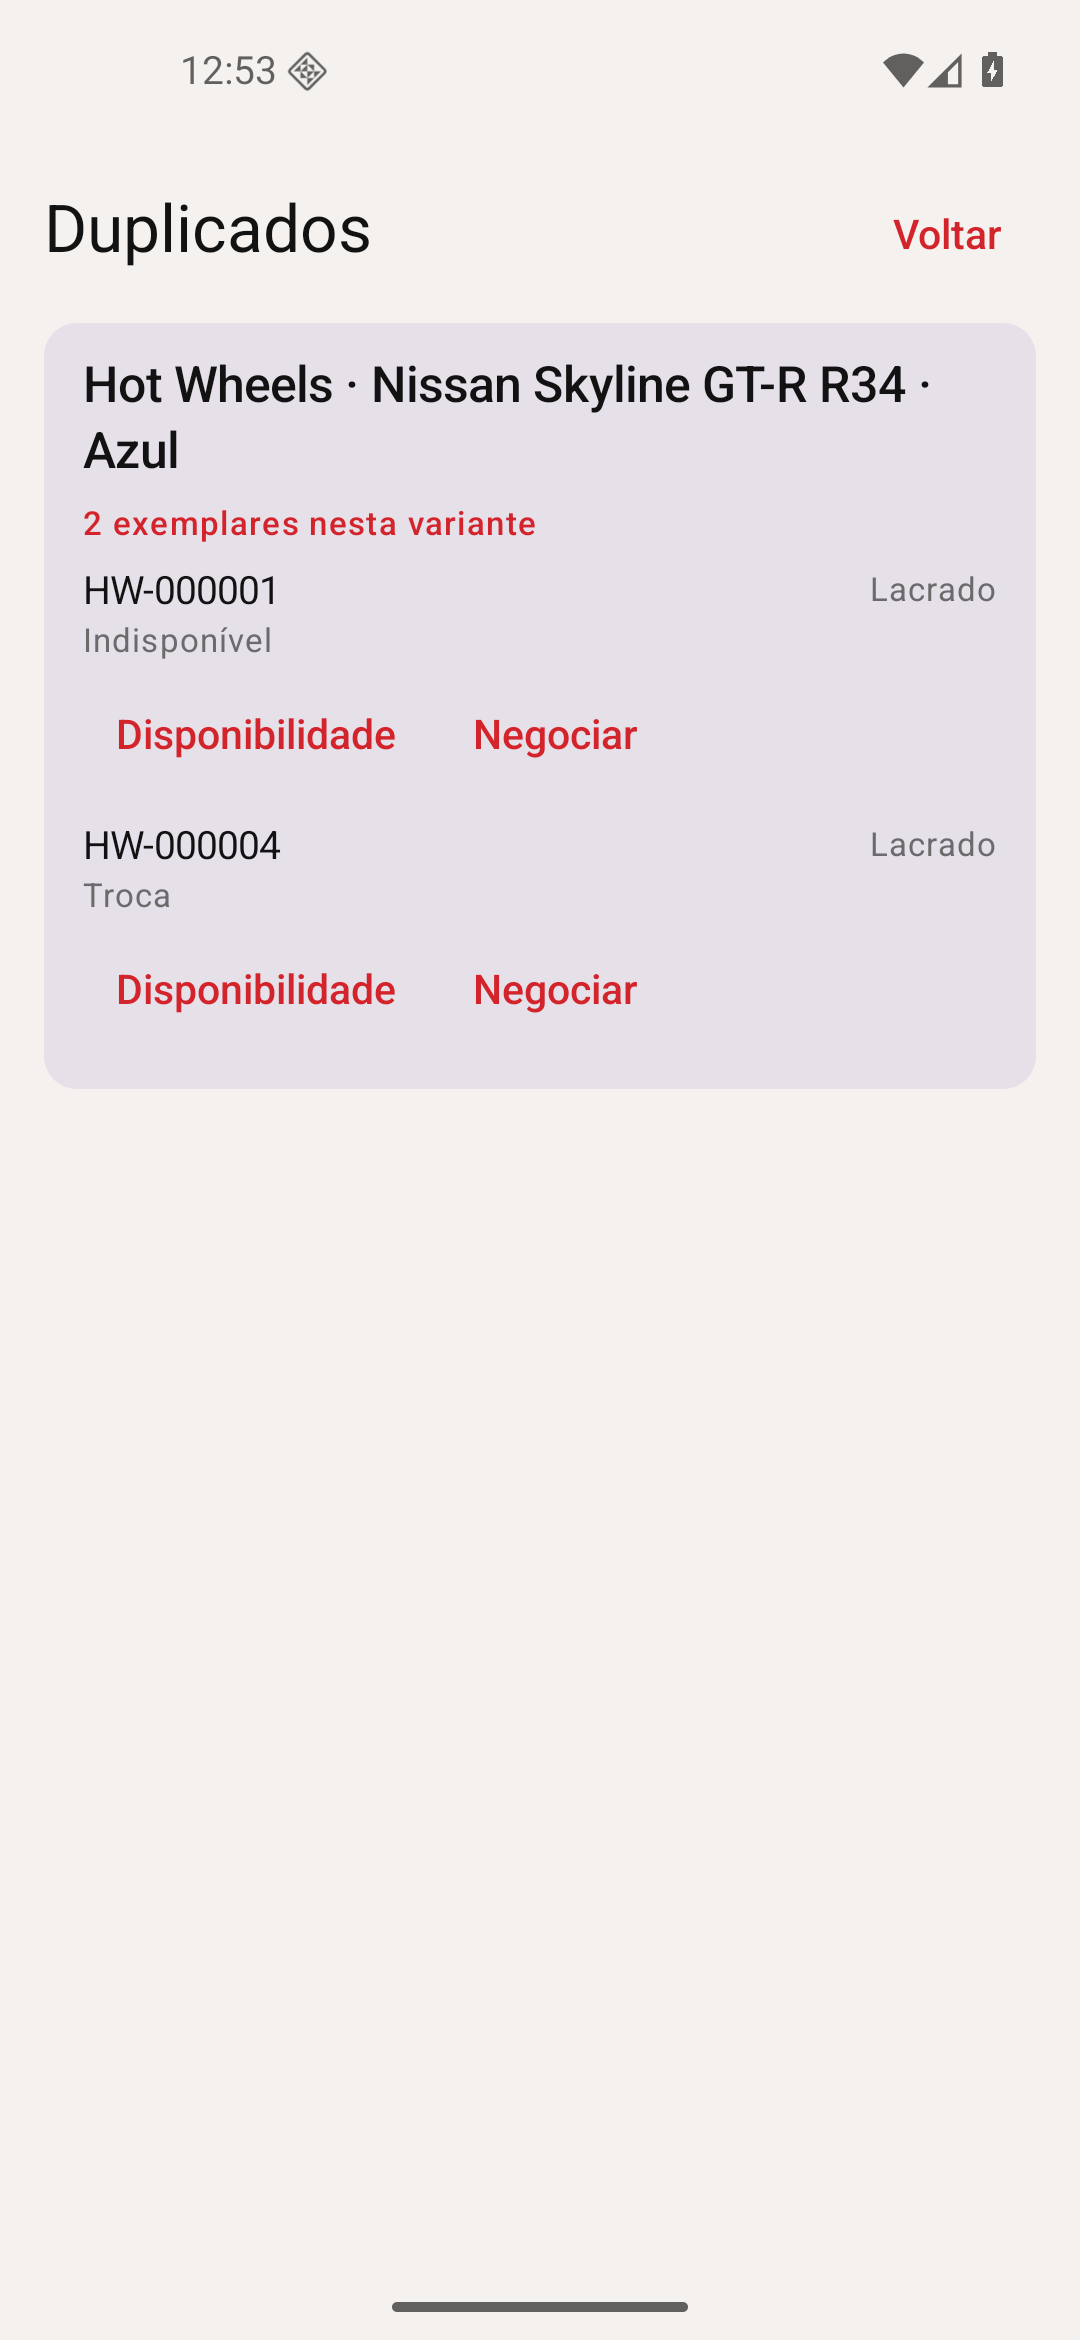 12:53
Duplicados
Voltar
Hot Wheels · Nissan Skyline GT-R R34 ·
Azul
2 exemplares nesta variante
HW-000001
Lacrado
Indisponível
Disponibilidade
Negociar
HW-000004
Lacrado
Troca
Disponibilidade
Negociar